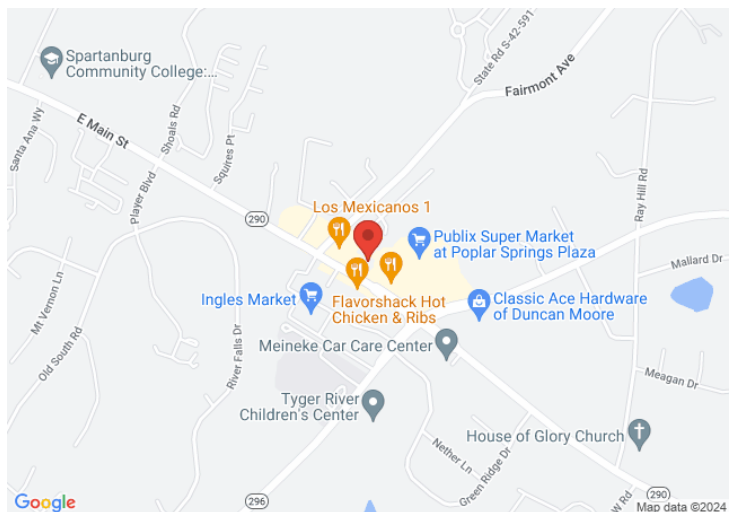 Spartanburg
Community College:...
State Rd S-42-591
Fairmont Ave
E Main St
Shoals Rd
Santa Ana Wy
Squires Pt
Player Blvd
Ray Hill Rd
Los Mexicanos 1
290
Publix Super Market
at Poplar Springs Plaza
Mallard Dr
Mt Vernon Ln
Ingles Market
Flavorshack Hot
Chicken & Ribs
Classic Ace Hardware
of Duncan Moore
Old South Rd
River Falls Dr
Meineke Car Care Center
Meagan Dr
Tyger River
Children's Center
House of Glory Church
Nether Ln
Green Ridge Dr
W Rd
290
296
Google
Map data ©2024